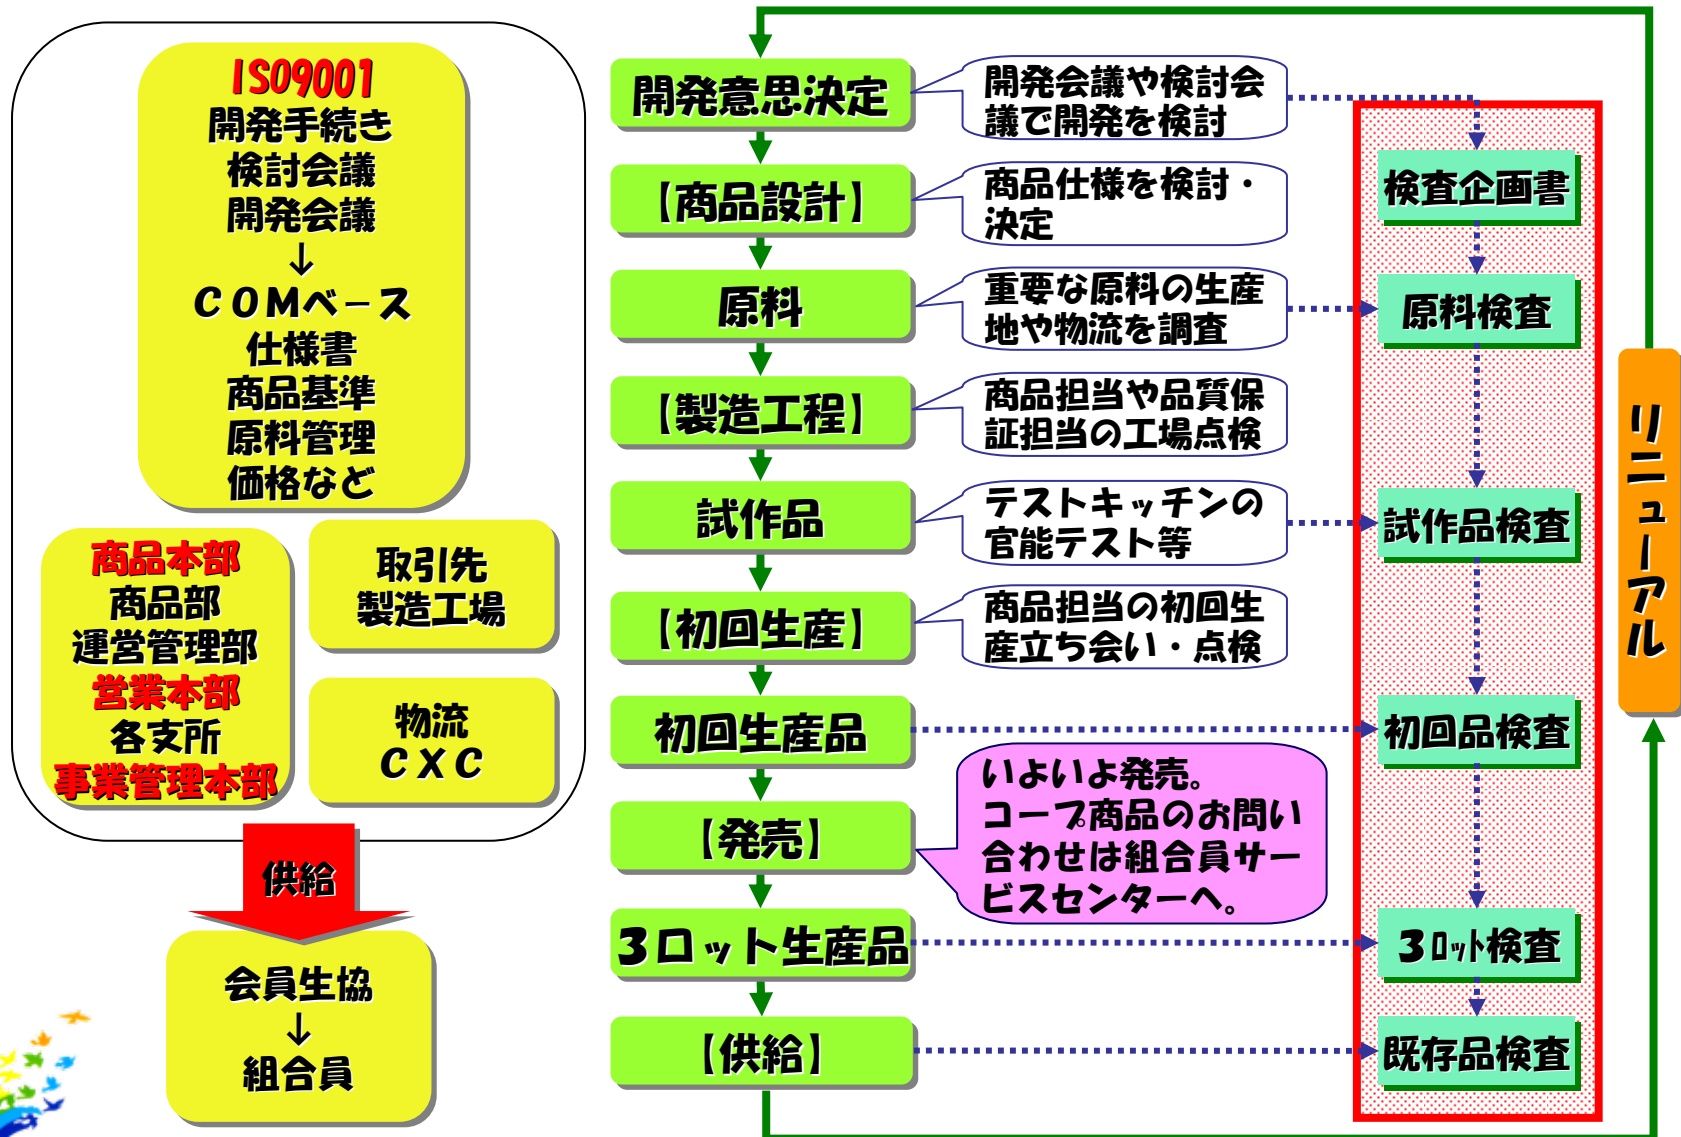 ISO9001
開発手続き
検討会議
開発会議
↓
COMベース
仕様書
商品基準
原料管理
価格など
商品本部
商品部
運営管理部
営業本部
各支所
事業管理本部
取引先
製造工場
物流
CXC
供給
会員生協
↓
組合員
開発意思決定
開発会議や検討会
議で開発を検討
【商品設計】
商品仕様を検討・
決定
原料
重要な原料の生産
地や物流を調査
【製造工程】
商品担当や品質保
証担当の工場点検
試作品
テストキッチンの
官能テスト等
【初回生産】
商品担当の初回生
産立ち会い・点検
初回生産品
【発売】
いよいよ発売。
コープ商品のお問い
合わせは組合員サー
ビスセンターへ。
3ロット生産品
【供給】
検査企画書
原料検査
試作品検査
初回品検査
3ロット検査
既存品検査
リニューアル